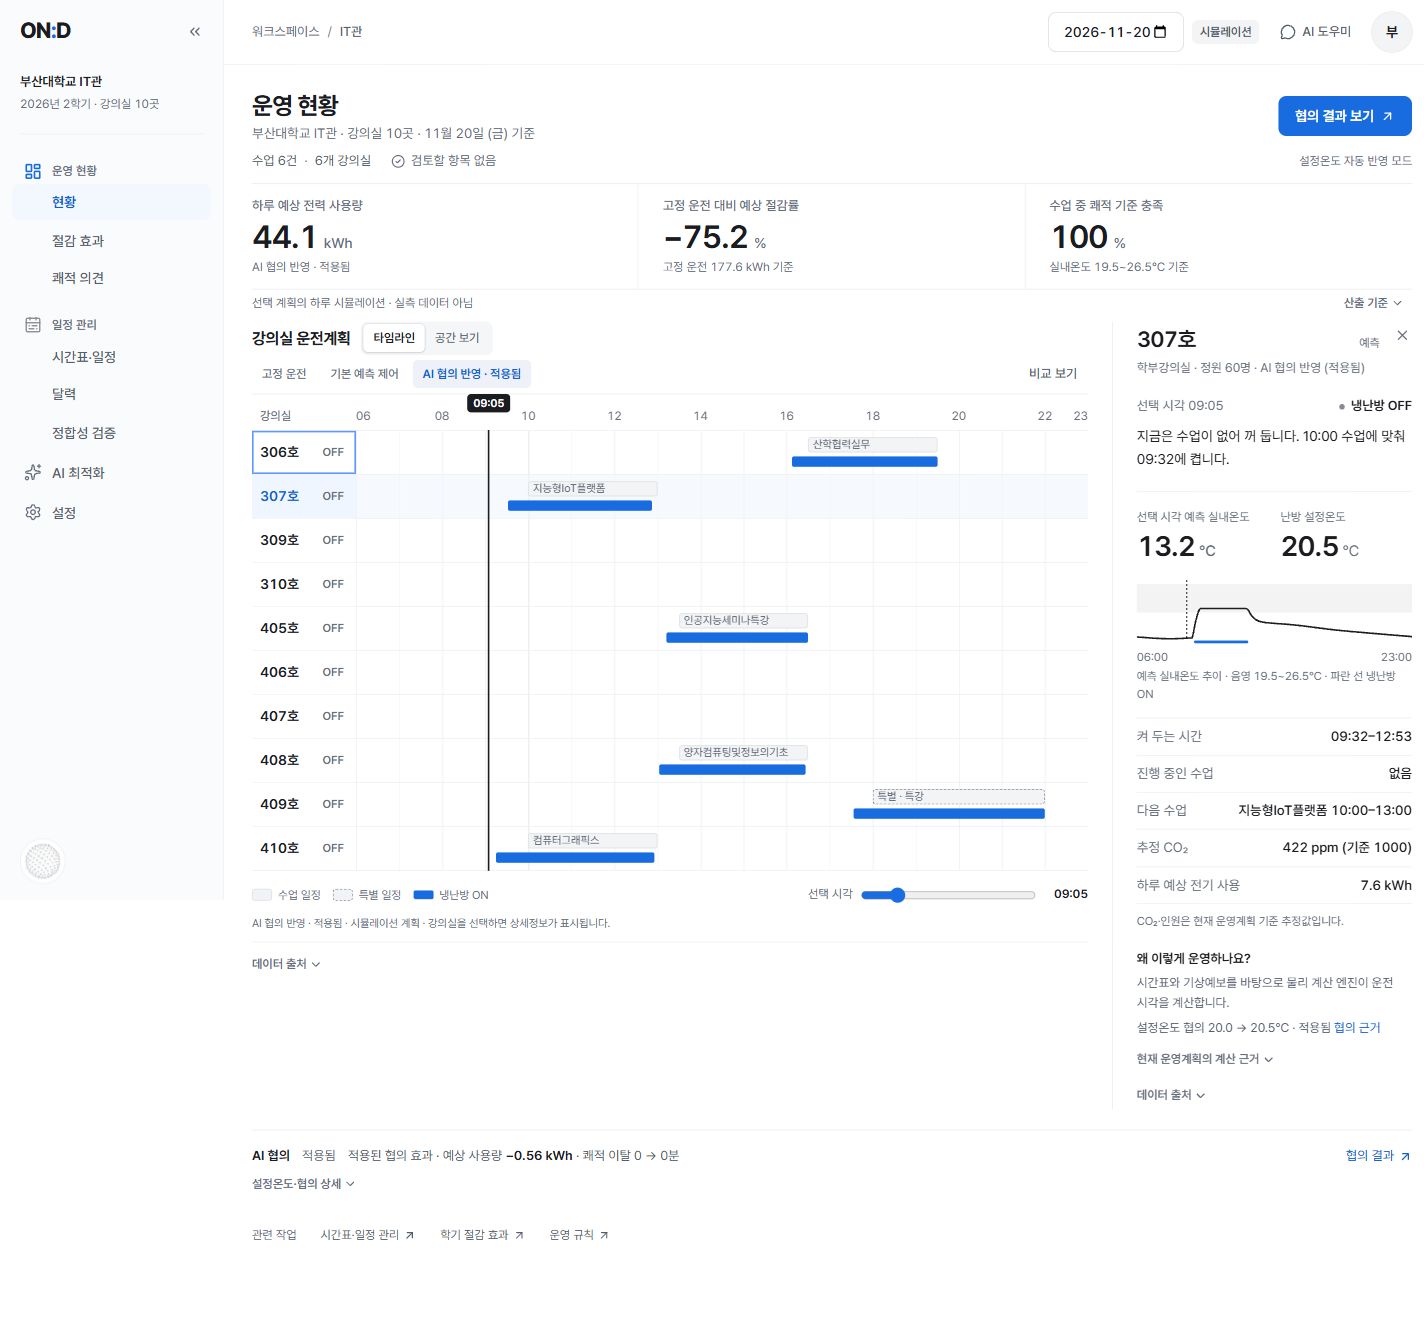 ON:D
부산대학교 IT관
2026년 2학기 · 강의실 10곳
운영 현황
현황
절감 효과
쾌적 의견
일정 관리
시간표·일정
달력
정합성 검증
AI 최적화
설정
워크스페이스 / IT관
2026-11-20
시뮬레이션
AI 도우미
부
운영 현황
부산대학교 IT관 · 강의실 10곳 · 11월 20일 (금) 기준
수업 6건 · 6개 강의실 검토할 항목 없음
협의 결과 보기
설정온도 자동 반영 모드
하루 예상 전력 사용량
44.1 kWh
AI 협의 반영 · 적용됨
고정 운전 대비 예상 절감률
−75.2 %
고정 운전 177.6 kWh 기준
수업 중 쾌적 기준 충족
100 %
실내온도 19.5~26.5°C 기준
선택 계획의 하루 시뮬레이션 · 실측 데이터 아님
산출 기준
강의실 운전계획 타임라인 공간 보기
고정 운전 기본 예측 제어 AI 협의 반영 · 적용됨 비교 보기
09:05
강의실 06 08 10 12 14 16 18 20 22 23
306호 OFF 산학협력실무
307호 OFF 지능형IoT플랫폼
309호 OFF
310호 OFF
405호 OFF 인공지능세미나특강
406호 OFF
407호 OFF
408호 OFF 양자컴퓨팅및정보의기초
409호 OFF 특별 · 특강
410호 OFF 컴퓨터그래픽스
수업 일정 특별 일정 냉난방 ON 선택 시각 09:05
AI 협의 반영 · 적용됨 · 시뮬레이션 계획 · 강의실을 선택하면 상세정보가 표시됩니다.
데이터 출처
307호 예측
학부강의실 · 정원 60명 · AI 협의 반영 (적용됨)
선택 시각 09:05 냉난방 OFF
지금은 수업이 없어 꺼 둡니다. 10:00 수업에 맞춰
09:32에 켭니다.
선택 시각 예측 실내온도 난방 설정온도
13.2 °C 20.5 °C
06:00 23:00
예측 실내온도 추이 · 음영 19.5~26.5°C · 파란 선 냉난방
ON
켜 두는 시간 09:32–12:53
진행 중인 수업 없음
다음 수업 지능형IoT플랫폼 10:00–13:00
추정 CO₂ 422 ppm (기준 1000)
하루 예상 전기 사용 7.6 kWh
CO₂·인원은 현재 운영계획 기준 추정값입니다.
왜 이렇게 운영하나요?
시간표와 기상예보를 바탕으로 물리 계산 엔진이 운전
시각을 계산합니다.
설정온도 협의 20.0 → 20.5°C · 적용됨 협의 근거
현재 운영계획의 계산 근거
데이터 출처
AI 협의 적용됨 적용된 협의 효과 · 예상 사용량 −0.56 kWh · 쾌적 이탈 0 → 0분 협의 결과
설정온도·협의 상세
관련 작업 시간표·일정 관리 학기 절감 효과 운영 규칙